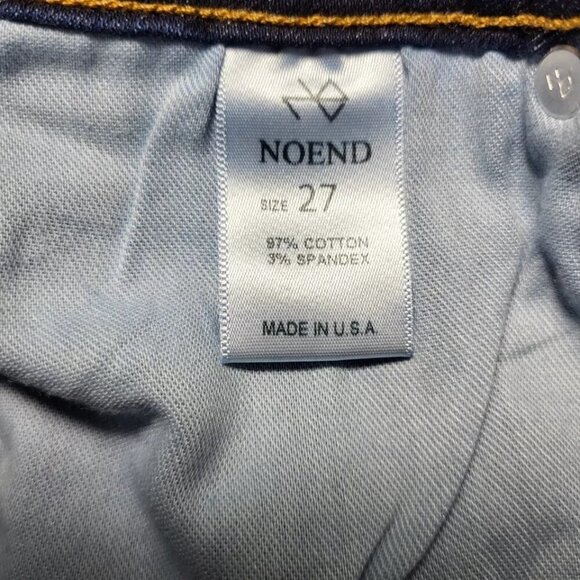 NOEND
SIZE 27
97% COTTON
3% SPANDEX
MADE IN U.S.A.